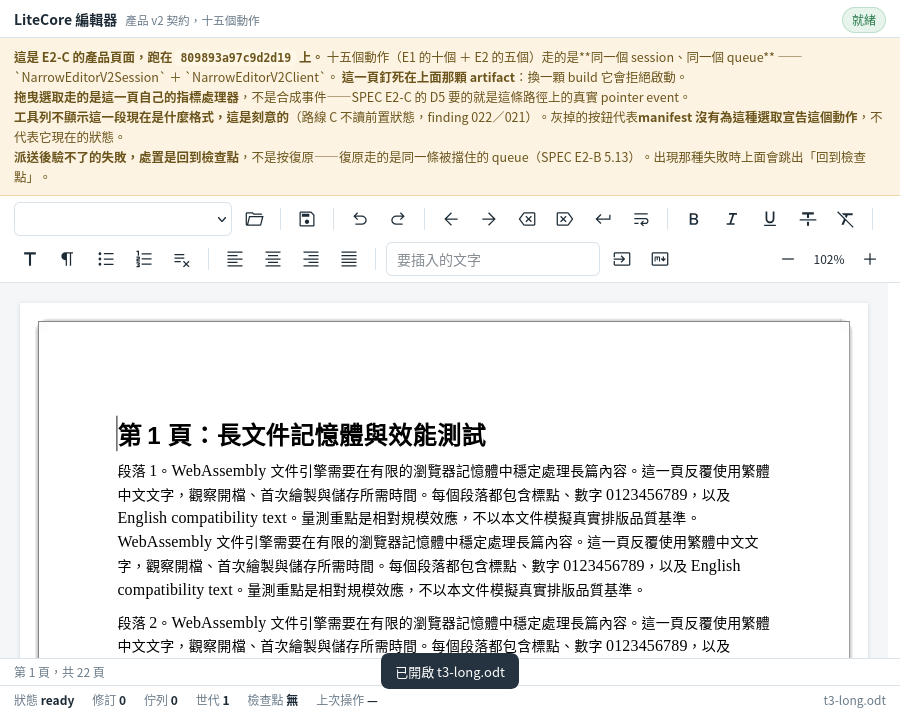 LiteCore 編輯器 產品 v2 契約，十五個動作 就緒
這是 E2-C 的產品頁面，跑在 809893a97c9d2d19 上。十五個動作（E1 的十個 ＋ E2 的五個）走的是**同一個 session、同一個 queue** ——
`NarrowEditorV2Session` ＋ `NarrowEditorV2Client`。這一頁釘死在上面那顆 artifact：換一顆 build 它會拒絕啟動。
拖曳選取走的是這一頁自己的指標處理器，不是合成事件——SPEC E2-C 的 D5 要的就是這條路徑上的真實 pointer event。
工具列不顯示這一段現在是什麼格式，這是刻意的（路線 C 不讀前置狀態，finding 022／021）。灰掉的按鈕代表manifest 沒有為這種選取宣告這個動作，不
代表它現在的狀態。
派送後驗不了的失敗，處置是回到檢查點，不是按復原——復原走的是同一條被擋住的 queue（SPEC E2-B 5.13）。出現那種失敗時上面會跳出「回到檢查
點」。
要插入的文字 102%
第 1 頁：長文件記憶體與效能測試
段落 1。WebAssembly 文件引擎需要在有限的瀏覽器記憶體中穩定處理長篇內容。這一頁反覆使用繁體
中文文字，觀察開檔、首次繪製與儲存所需時間。每個段落都包含標點、數字 0123456789，以及
English compatibility text。量測重點是相對規模效應，不以本文件模擬真實排版品質基準。
WebAssembly 文件引擎需要在有限的瀏覽器記憶體中穩定處理長篇內容。這一頁反覆使用繁體中文文
字，觀察開檔、首次繪製與儲存所需時間。每個段落都包含標點、數字 0123456789，以及 English
compatibility text。量測重點是相對規模效應，不以本文件模擬真實排版品質基準。
段落 2。WebAssembly 文件引擎需要在有限的瀏覽器記憶體中穩定處理長篇內容。這一頁反覆使用繁體
中文文字，觀察開檔、首次繪製與儲存所需時間。每個段落都包含標點、數字 0123456789，以及
第 1 頁，共 22 頁
已開啟 t3-long.odt
狀態 ready 修訂 0 佇列 0 世代 1 檢查點 無 上次操作 — t3-long.odt